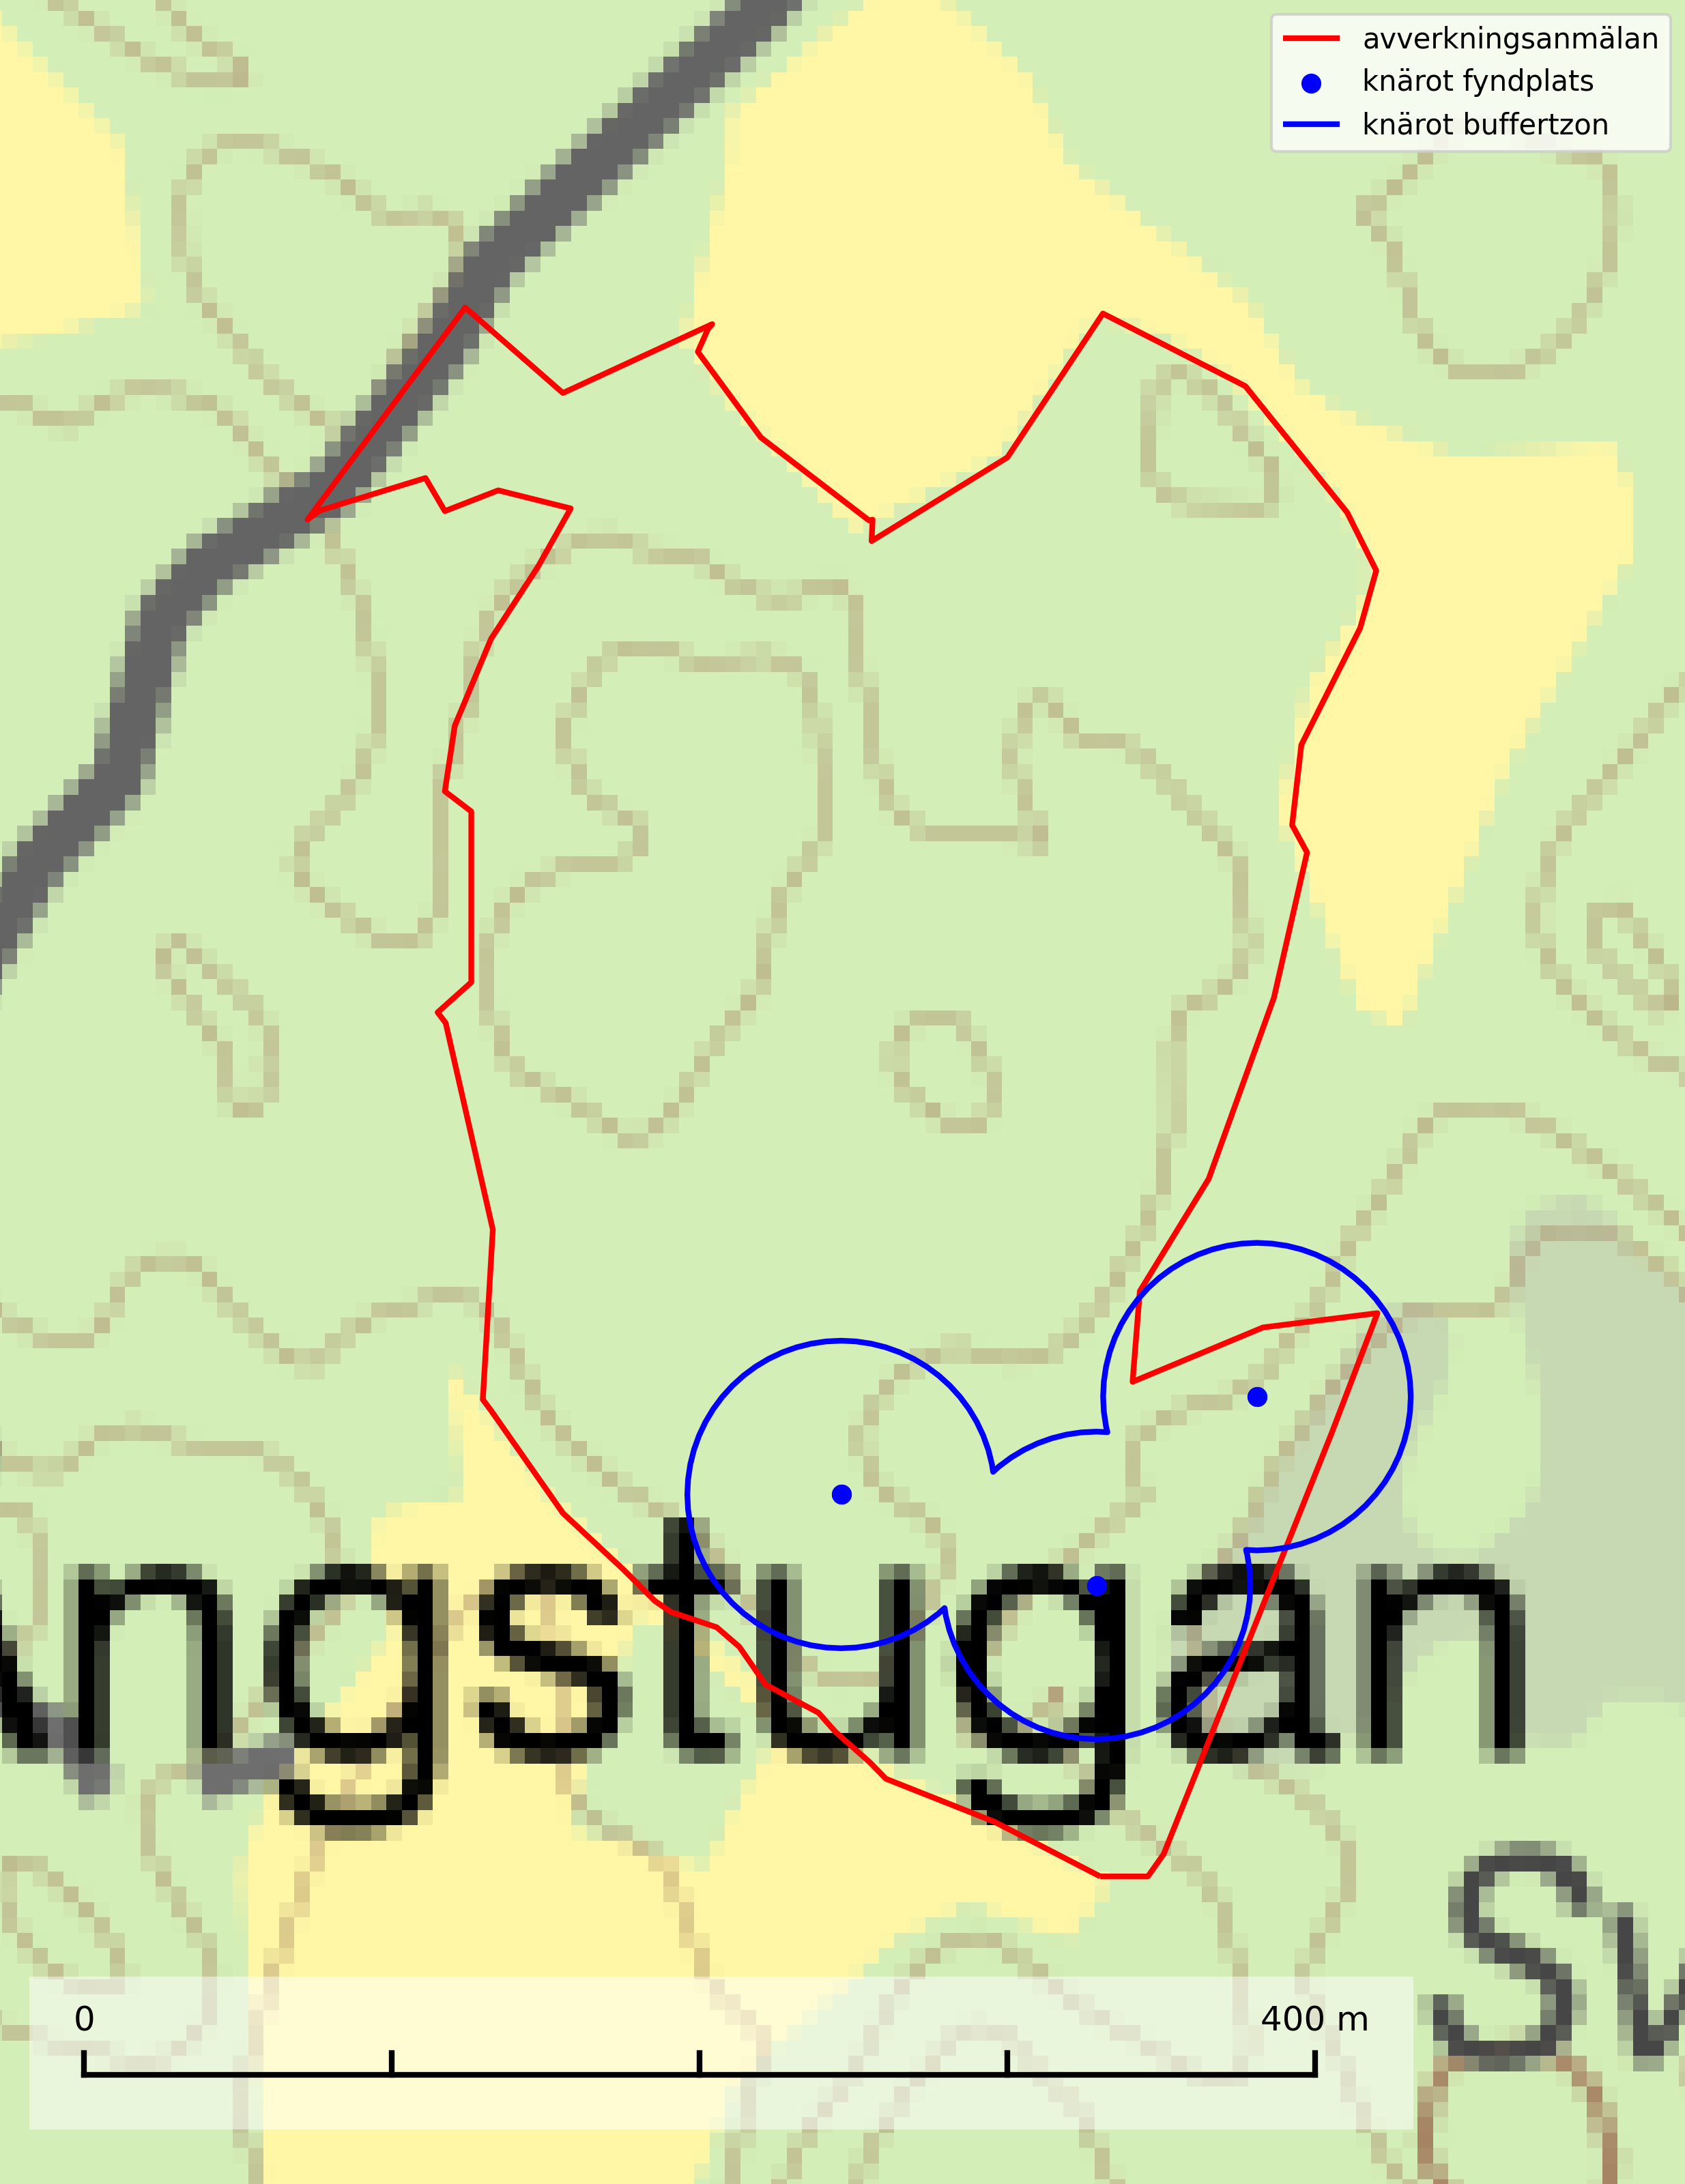 avverkningsanmälan
knärot fyndplats
knärot buffertzon
ngstugan
0 400 m